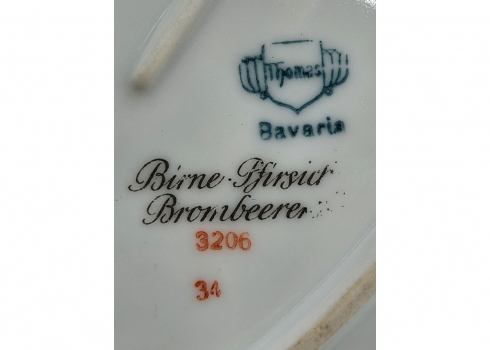 Thomas
Bavaria
Birne·Pfirsich
Brombeeren
3206
34